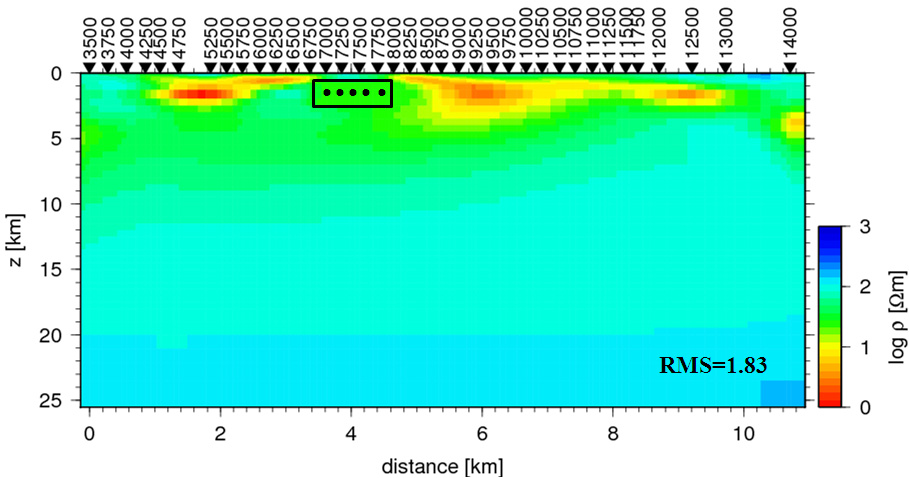 3500 3750 4000 4250 4500 4750 5250 5500 5750 6000 6250 6500 6750 7000 7250 7500 7750 8000 8250 8500 8750 9000 9250 9500 9750 10000 10250 10500 10750 11000 11250 11500 11750 12000 12500 13000 14000
0
5
10
15
20
25
z [km]
RMS=1.83
3
2
1
0
log ρ [Ωm]
0 2 4 6 8 10
distance [km]